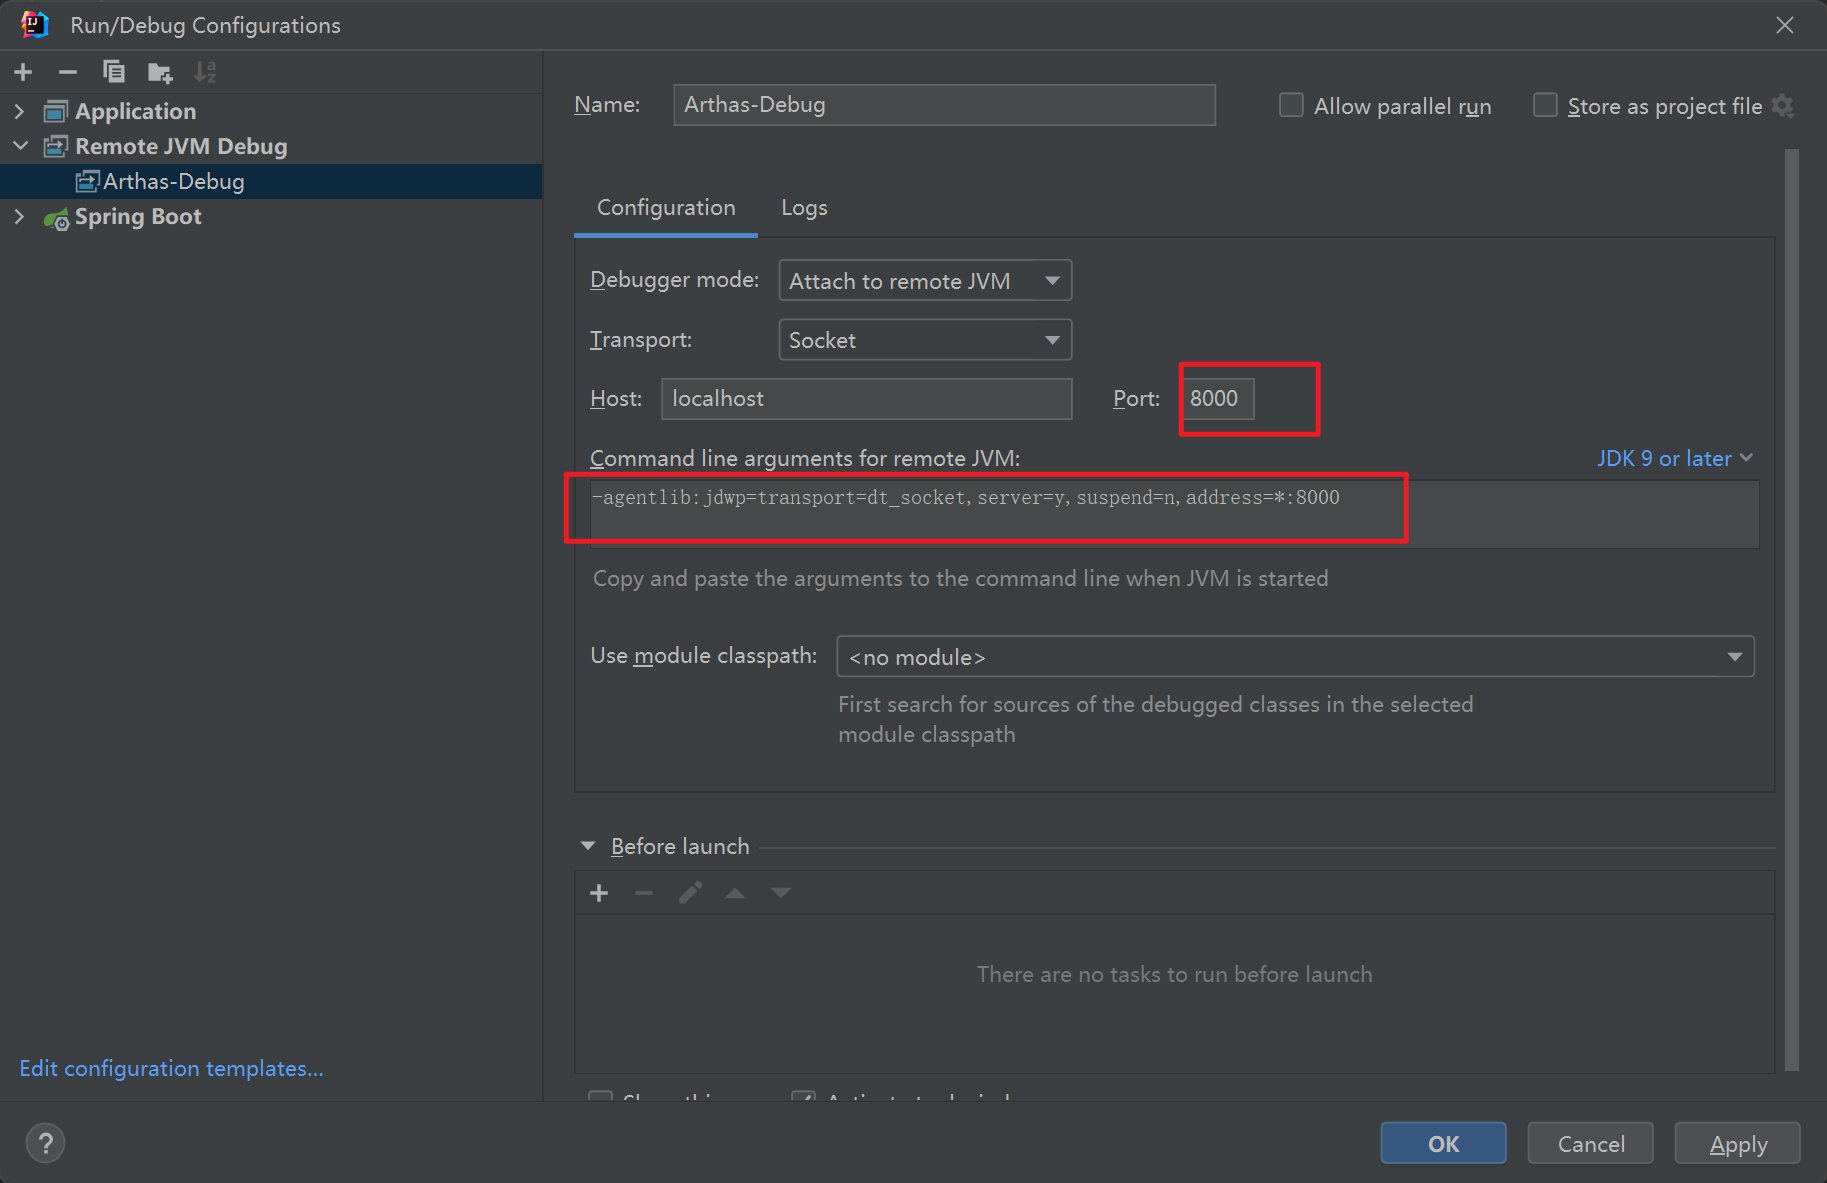 Run/Debug Configurations
Application
Remote JVM Debug
Arthas-Debug
Spring Boot
Edit configuration templates...
Name: Arthas-Debug Allow parallel run Store as project file
Configuration Logs
Debugger mode: Attach to remote JVM
Transport: Socket
Host: localhost Port: 8000
Command line arguments for remote JVM: JDK 9 or later
-agentlib:jdwp=transport=dt_socket,server=y,suspend=n,address=*:8000
Copy and paste the arguments to the command line when JVM is started
Use module classpath: <no module>
First search for sources of the debugged classes in the selected
module classpath
Before launch
There are no tasks to run before launch
OK Cancel Apply